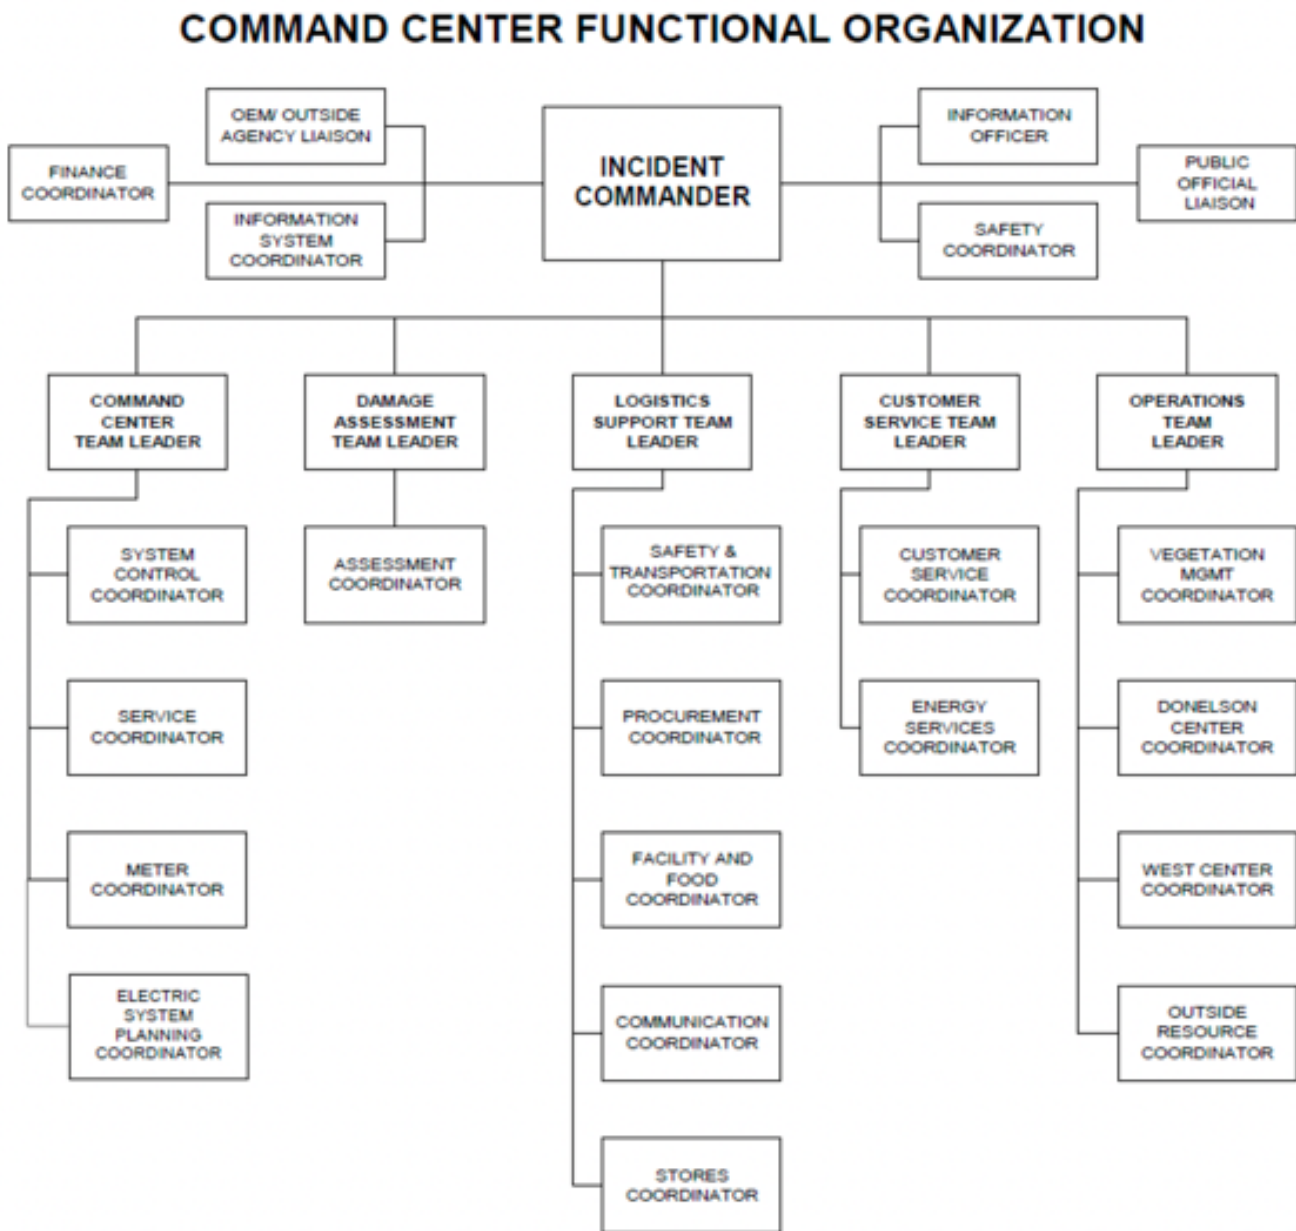 COMMAND CENTER FUNCTIONAL ORGANIZATION
OEM/ OUTSIDE
AGENCY LIAISON
INFORMATION
OFFICER
FINANCE
COORDINATOR
INCIDENT
COMMANDER
PUBLIC
OFFICIAL
LIAISON
INFORMATION
SYSTEM
COORDINATOR
SAFETY
COORDINATOR
COMMAND
CENTER
TEAM LEADER
DAMAGE
ASSESSMENT
TEAM LEADER
LOGISTICS
SUPPORT TEAM
LEADER
CUSTOMER
SERVICE TEAM
LEADER
OPERATIONS
TEAM
LEADER
SYSTEM
CONTROL
COORDINATOR
ASSESSMENT
COORDINATOR
SAFETY &
TRANSPORTATION
COORDINATOR
CUSTOMER
SERVICE
COORDINATOR
VEGETATION
MGMT
COORDINATOR
SERVICE
COORDINATOR
PROCUREMENT
COORDINATOR
ENERGY
SERVICES
COORDINATOR
DONELSON
CENTER
COORDINATOR
METER
COORDINATOR
FACILITY AND
FOOD
COORDINATOR
WEST CENTER
COORDINATOR
ELECTRIC
SYSTEM
PLANNING
COORDINATOR
COMMUNICATION
COORDINATOR
OUTSIDE
RESOURCE
COORDINATOR
STORES
COORDINATOR